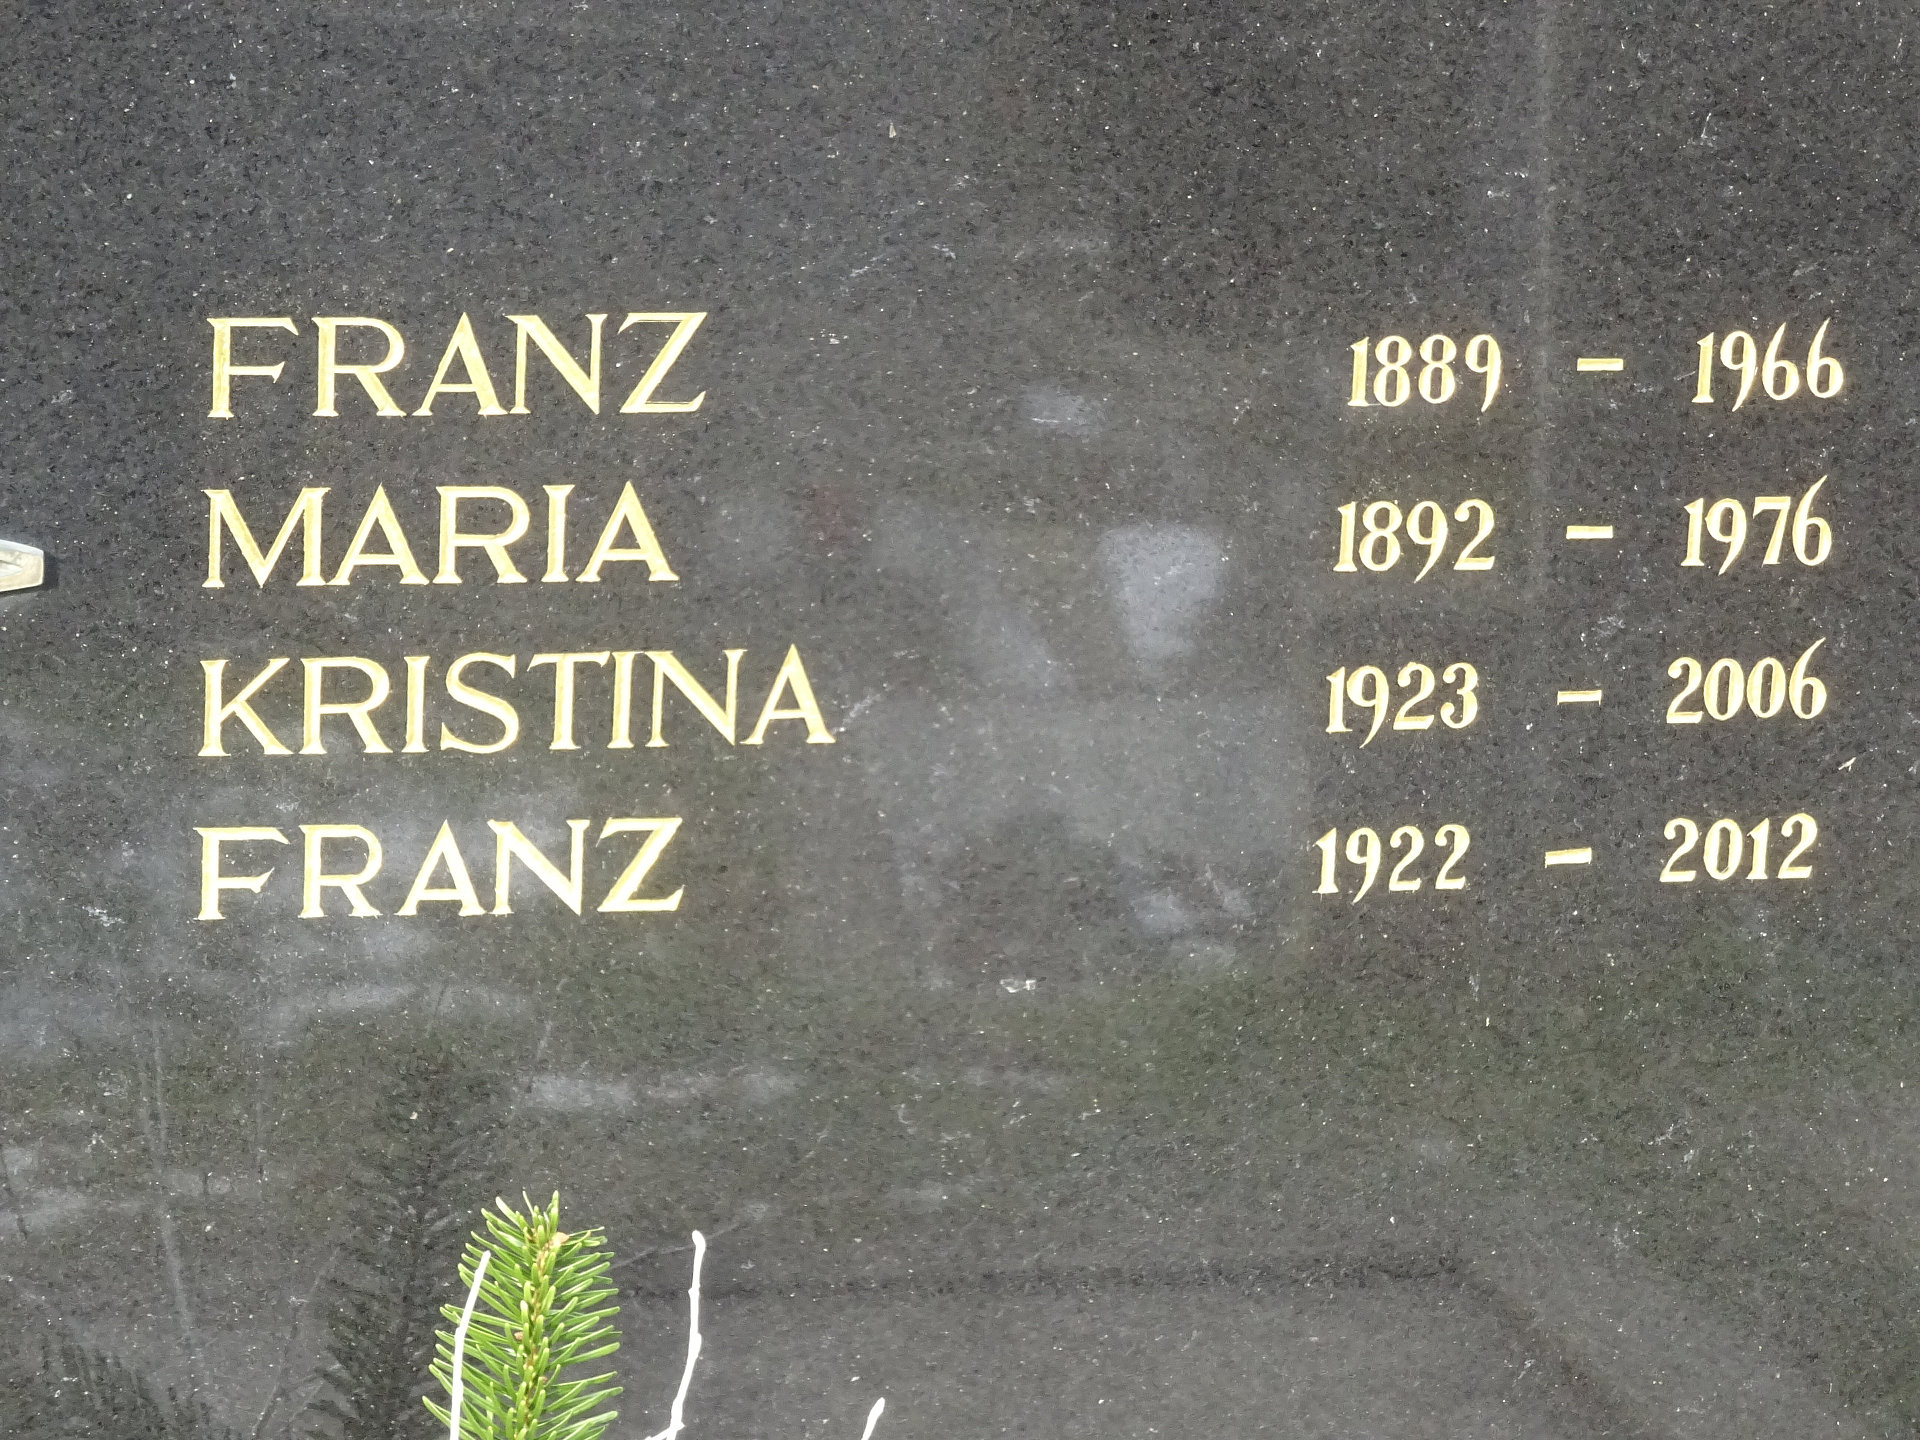 FRANZ 1889 – 1966
MARIA 1892 – 1976
KRISTINA 1923 – 2006
FRANZ 1922 – 2012